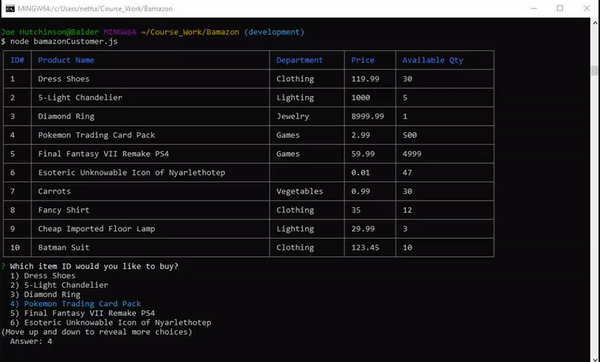 MINGW64:/c/Users/netha/Course_Work/Bamazon
Joe Hutchinson@Balder MINGW64 ~/Course_Work/Bamazon (development)
$ node bamazonCustomer.js
ID# Product Name Department Price Available Qty
1 Dress Shoes Clothing 119.99 30
2 5-Light Chandelier Lighting 1000 5
3 Diamond Ring Jewelry 8999.99 1
4 Pokemon Trading Card Pack Games 2.99 500
5 Final Fantasy VII Remake PS4 Games 59.99 4999
6 Esoteric Unknowable Icon of Nyarlethotep 0.01 47
7 Carrots Vegetables 0.99 30
8 Fancy Shirt Clothing 35 12
9 Cheap Imported Floor Lamp Lighting 29.99 3
10 Batman Suit Clothing 123.45 10
? Which item ID would you like to buy?
1) Dress Shoes
2) 5-Light Chandelier
3) Diamond Ring
4) Pokemon Trading Card Pack
5) Final Fantasy VII Remake PS4
6) Esoteric Unknowable Icon of Nyarlethotep
(Move up and down to reveal more choices)
Answer: 4